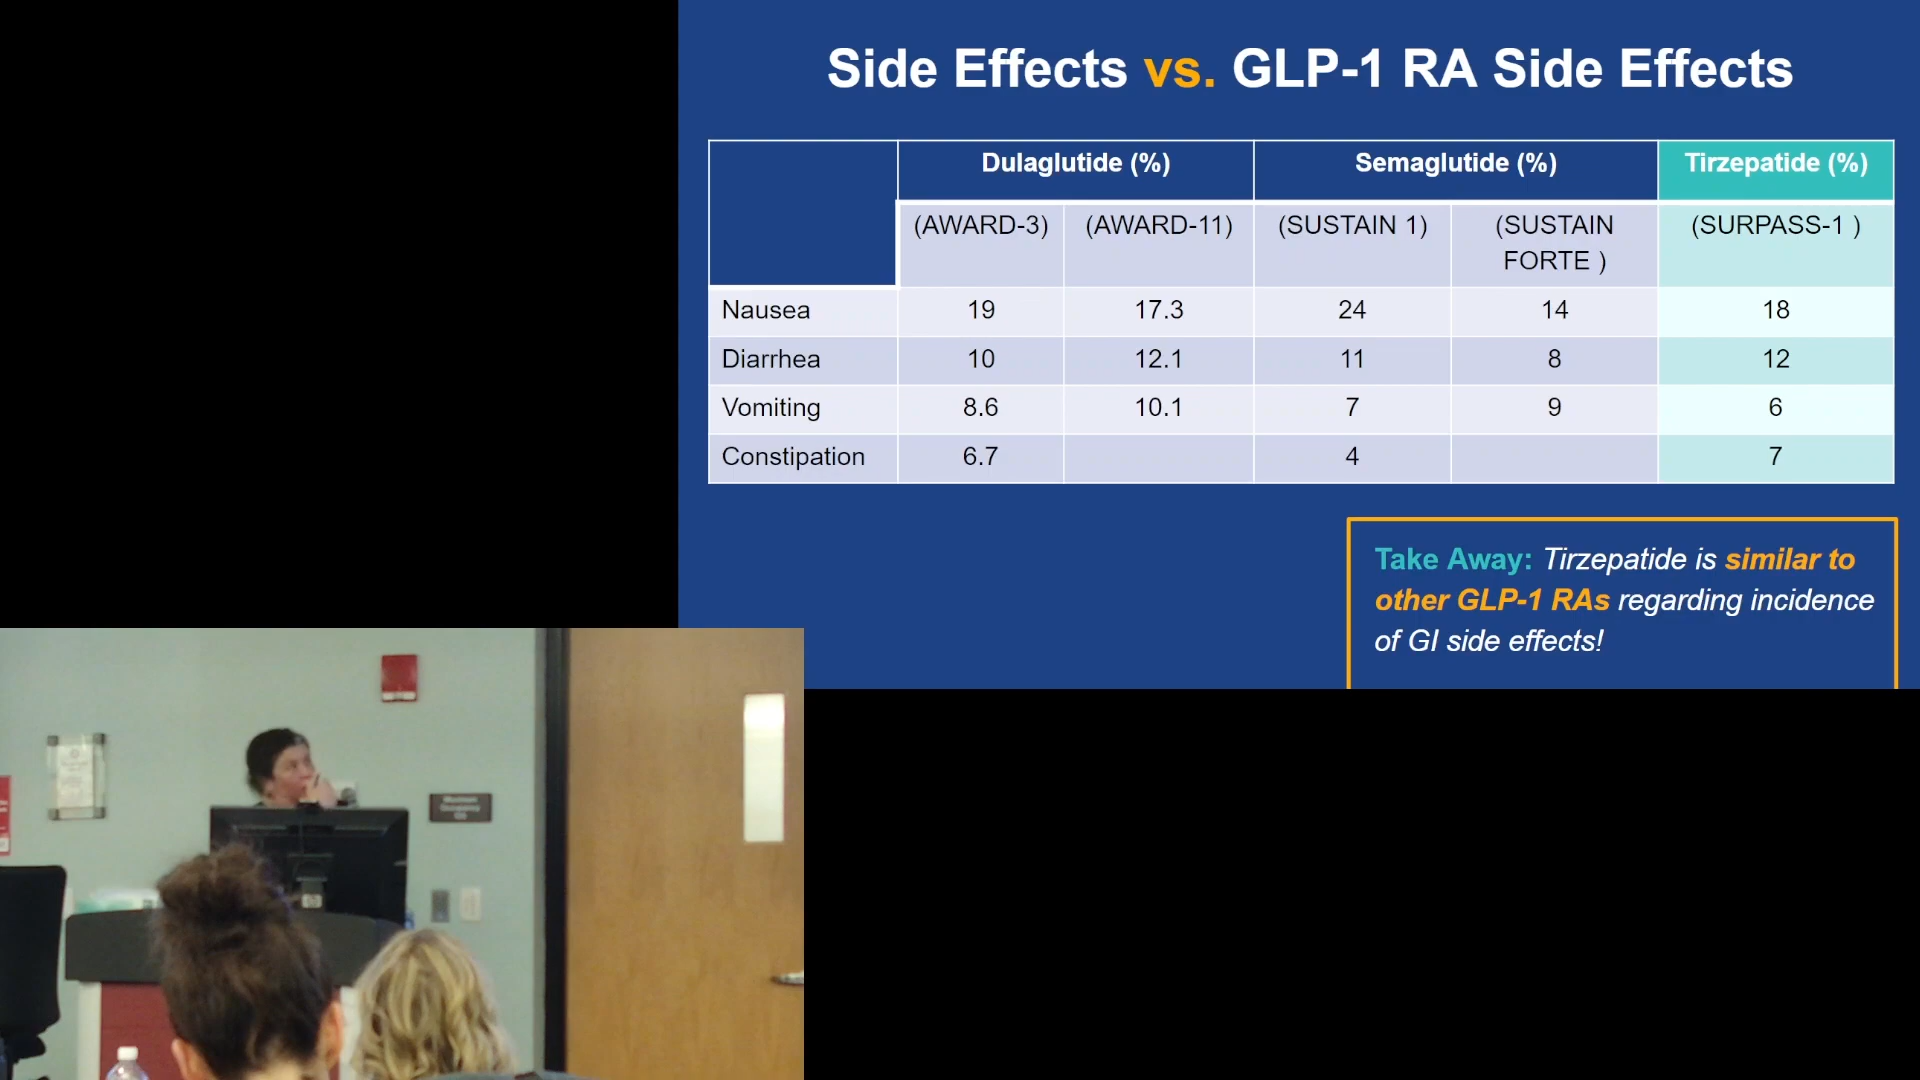 Side Effects vs. GLP-1 RA Side Effects
Dulaglutide (%) Semaglutide (%) Tirzepatide (%)
(AWARD-3) (AWARD-11) (SUSTAIN 1) (SUSTAIN FORTE ) (SURPASS-1 )
Nausea 19 17.3 24 14 18
Diarrhea 10 12.1 11 8 12
Vomiting 8.6 10.1 7 9 6
Constipation 6.7 4 7
Take Away: Tirzepatide is similar to
other GLP-1 RAs regarding incidence
of GI side effects!